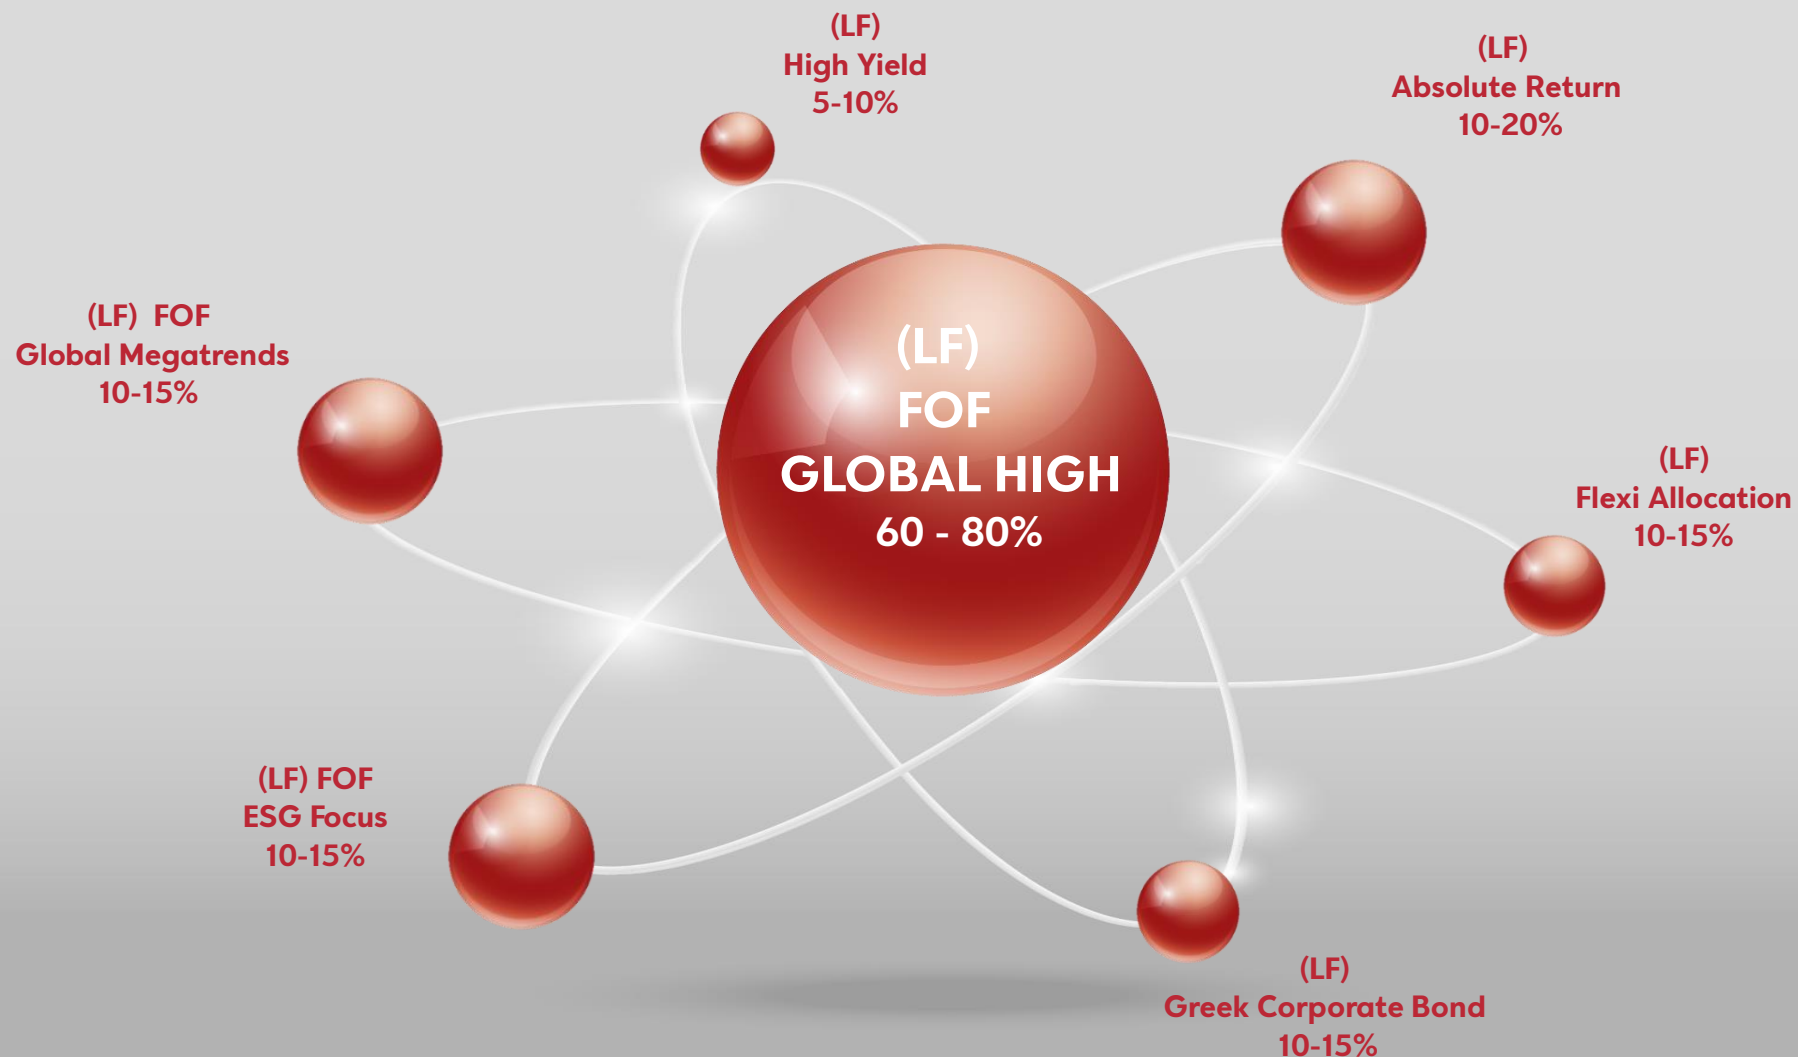 (LF)
High Yield
5-10%
(LF)
Absolute Return
10-20%
(LF) FOF
Global Megatrends
10-15%
(LF)
FOF
GLOBAL HIGH
60 - 80%
(LF)
Flexi Allocation
10-15%
(LF) FOF
ESG Focus
10-15%
(LF)
Greek Corporate Bond
10-15%